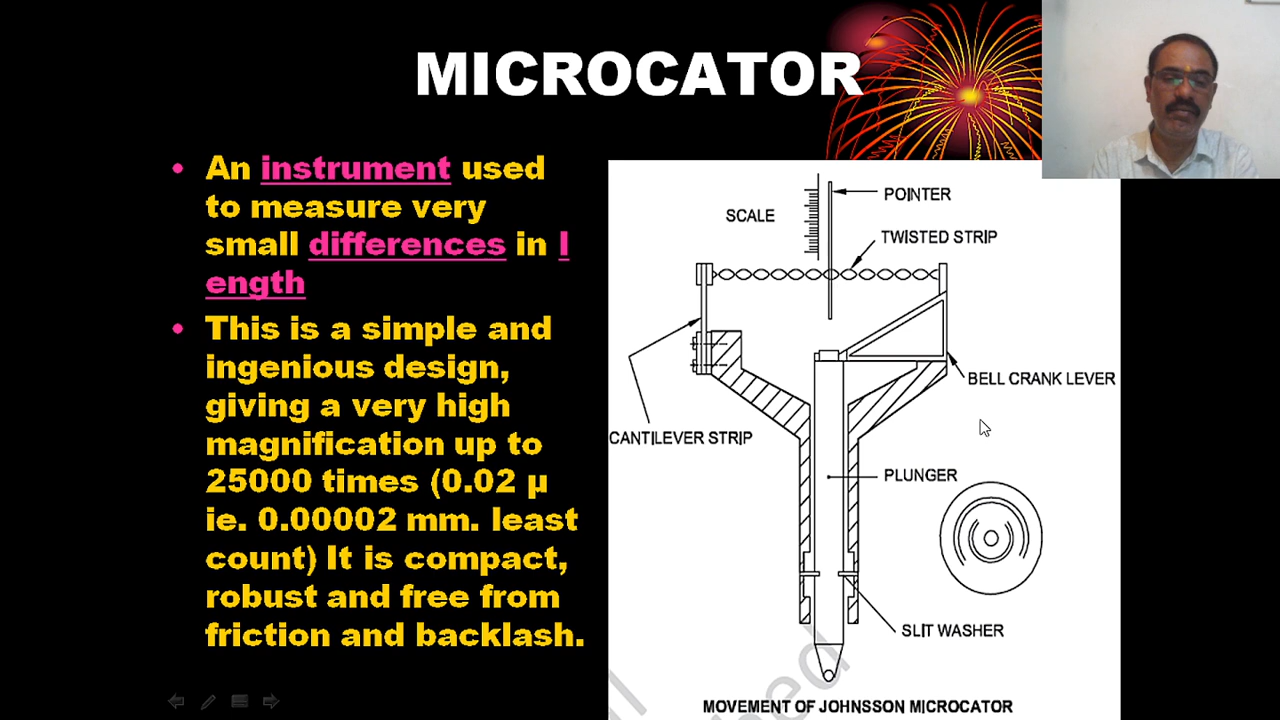 MICROCATOR
• An instrument used
to measure very
small differences in l
ength
• This is a simple and
ingenious design,
giving a very high
magnification up to
25000 times (0.02 µ
ie. 0.00002 mm. least
count) It is compact,
robust and free from
friction and backlash.
POINTER
SCALE
TWISTED STRIP
BELL CRANK LEVER
CANTILEVER STRIP
PLUNGER
SLIT WASHER
MOVEMENT OF JOHNSSON MICROCATOR